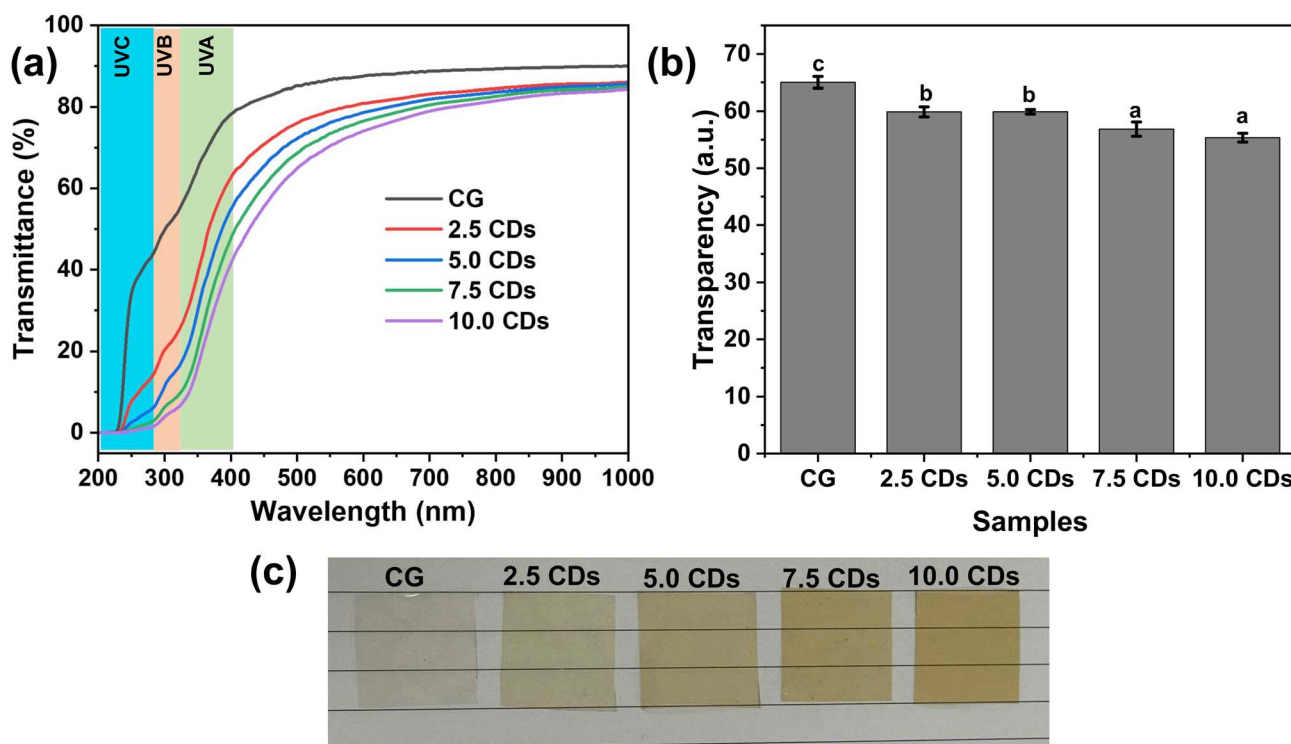 (a)
UVC
UVB
UVA
Transmittance (%)
100
80
60
40
20
0
200 300 400 500 600 700 800 900 1000
Wavelength (nm)
CG
2.5 CDs
5.0 CDs
7.5 CDs
10.0 CDs
(b)
Transparency (a.u.)
70
60
50
40
30
20
10
0
c
b
b
a
a
CG 2.5 CDs 5.0 CDs 7.5 CDs 10.0 CDs
Samples
(c)
CG 2.5 CDs 5.0 CDs 7.5 CDs 10.0 CDs